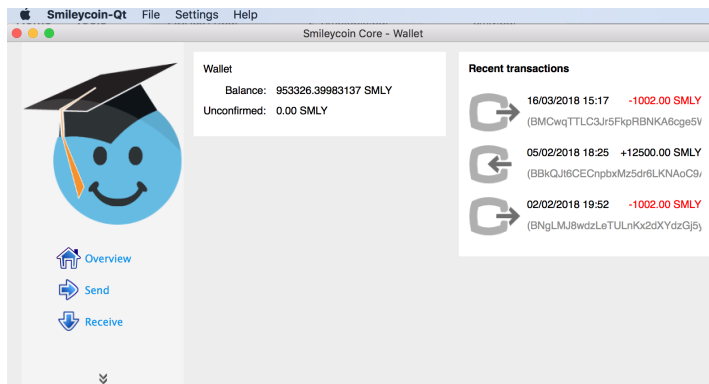 Smileycoin-Qt File Settings Help
Smileycoin Core - Wallet
Wallet
Balance: 953326.39983137 SMLY
Unconfirmed: 0.00 SMLY
Recent transactions
16/03/2018 15:17 -1002.00 SMLY
(BMCwqTTLC3Jr5FkpRBNKA6cge5
05/02/2018 18:25 +12500.00 SMLY
(BBkQJt6CECnpbxMz5dr6LKNAoC9
02/02/2018 19:52 -1002.00 SMLY
(BNgLMJ8wdzLeTULnKx2dXYdzGj5
Overview
Send
Receive